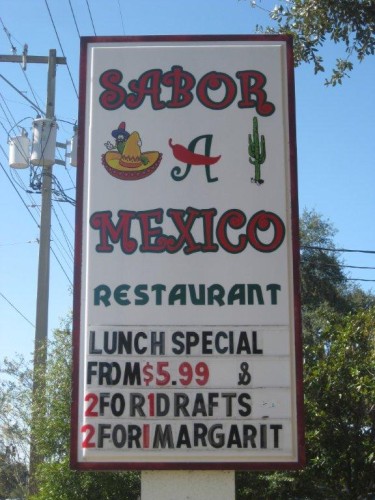 SABOR
A
MEXICO
RESTAURANT
LUNCH SPECIAL
FROM $5.99 &
2 FOR 1 DRAFTS
2 FOR 1 MARGARIT